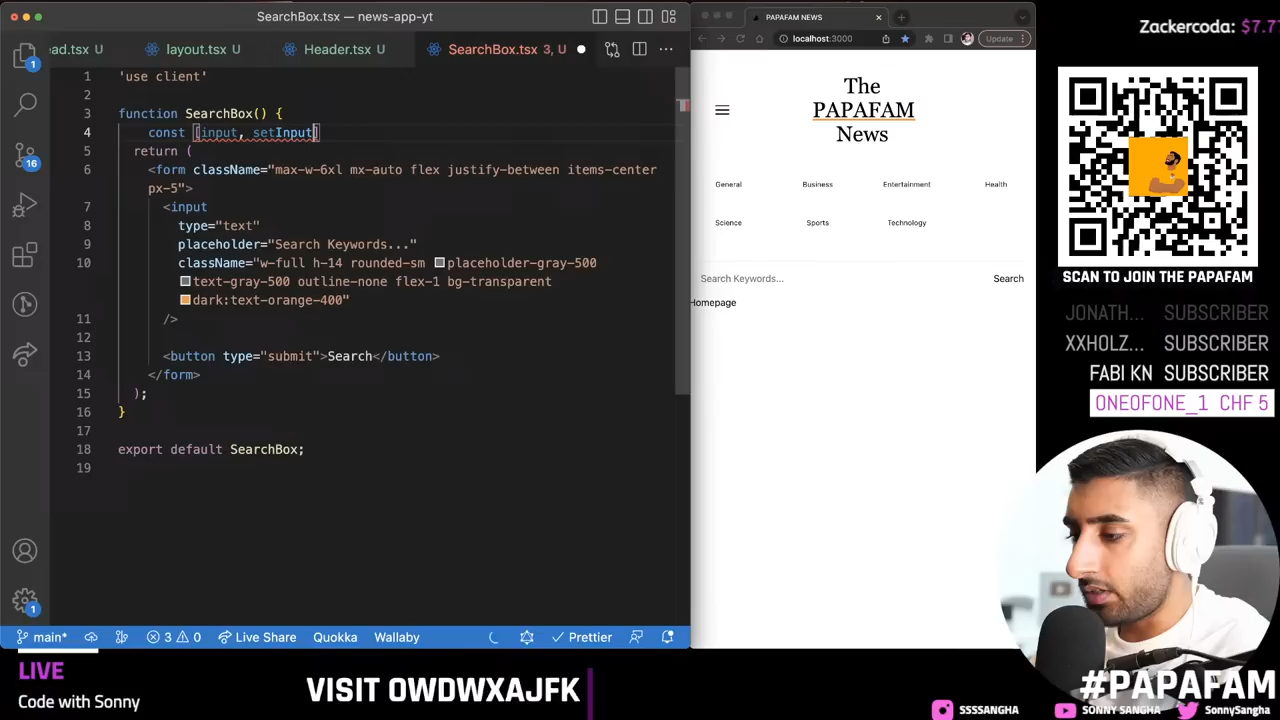 SearchBox.tsx — news-app-yt
ad.tsx U
layout.tsx U
Header.tsx U
SearchBox.tsx 3, U
1 'use client'
2
3 function SearchBox() {
4 const [input, setInput]
5 return (
6 <form className="max-w-6xl mx-auto flex justify-between items-center
px-5">
7 <input
8 type="text"
9 placeholder="Search Keywords..."
10 className="w-full h-14 rounded-sm placeholder-gray-500
text-gray-500 outline-none flex-1 bg-transparent
dark:text-orange-400"
11 />
12
13 <button type="submit">Search</button>
14 </form>
15 );
16 }
17
18 export default SearchBox;
19
1
16
1
main*
3 0
Live Share
Quokka
Wallaby
Prettier
PAPAFAM NEWS
localhost:3000
Update
The
PAPAFAM
News
General Business Entertainment Health
Science Sports Technology
Search Keywords... Search
Homepage
Zackercoda: $7.7
SCAN TO JOIN THE PAPAFAM
JONATH... SUBSCRIBER
XXHOLZ... SUBSCRIBER
FABI KN SUBSCRIBER
ONEOFONE_1 CHF 5
LIVE
Code with Sonny
VISIT OWDWXAJFK
#PAPAFAM
SSSSANGHA
SONNY SANGHA
SonnySangha